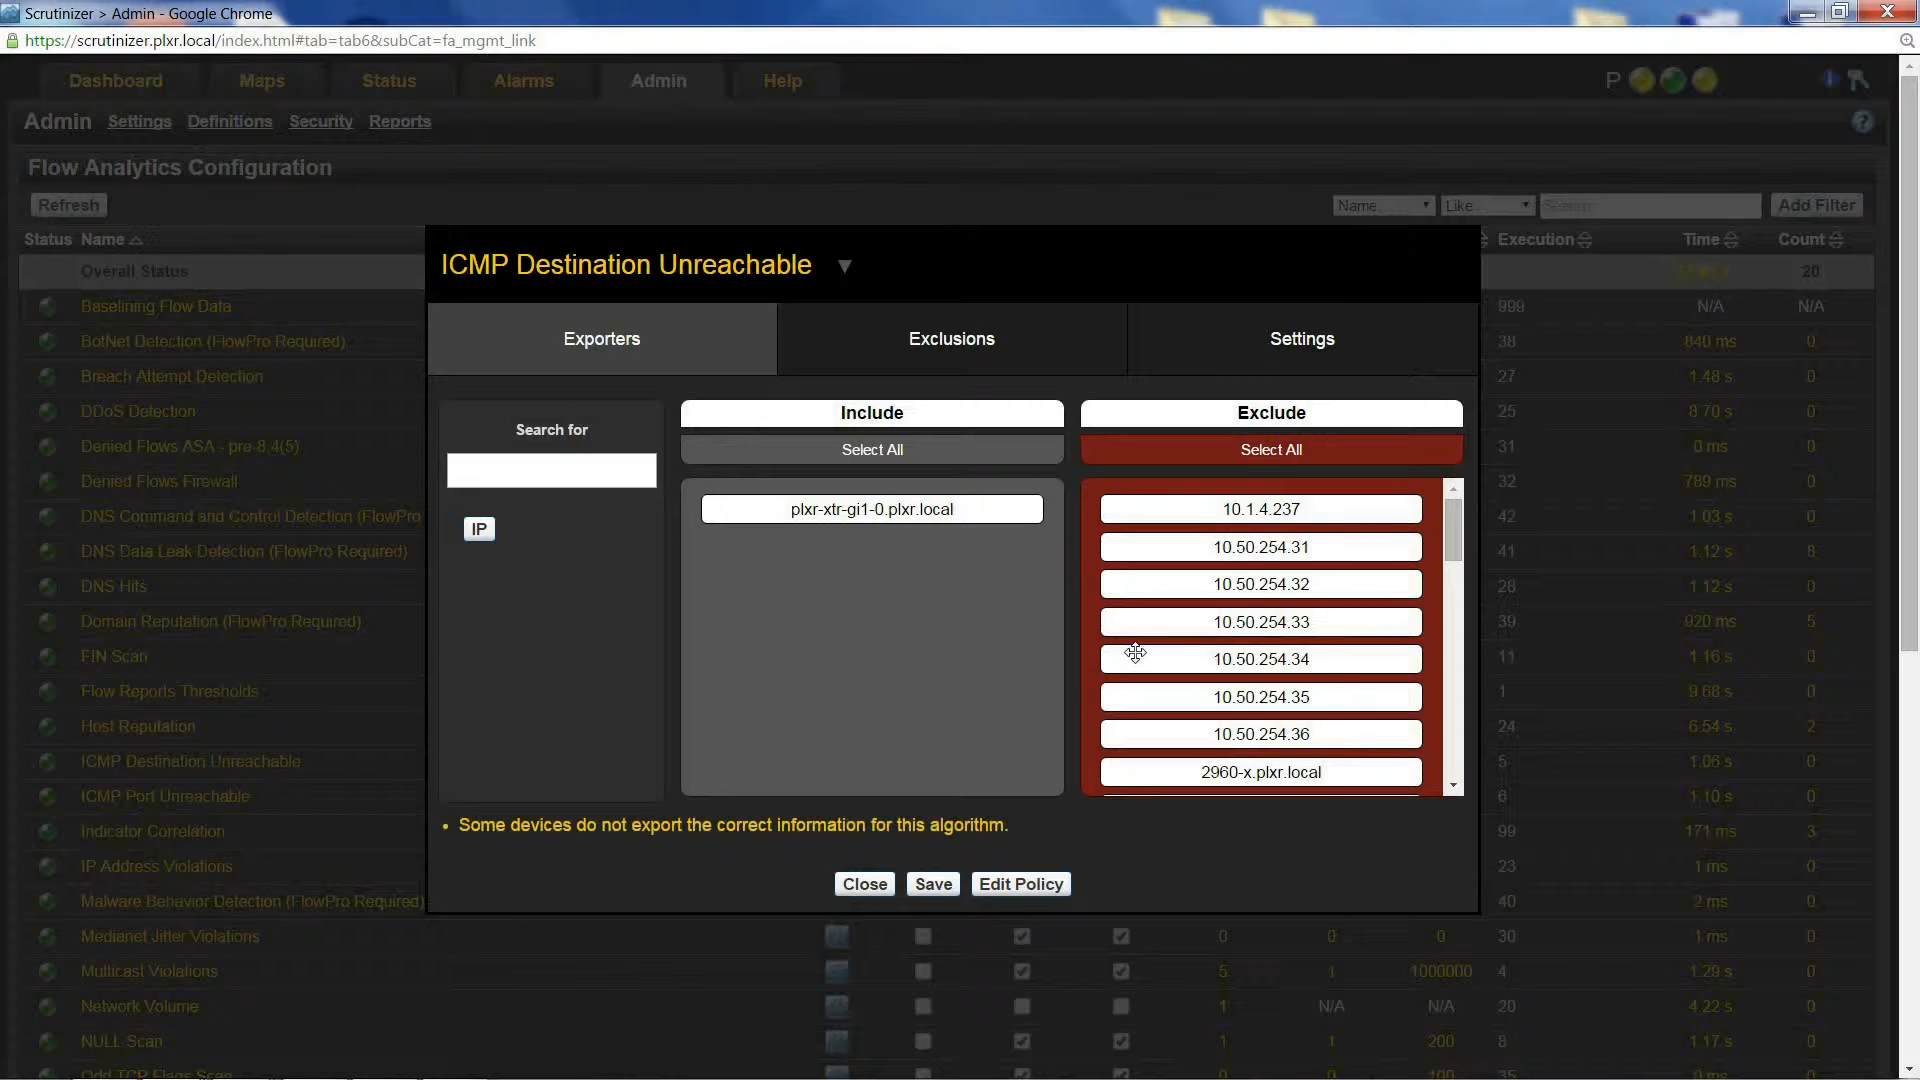 Scrutinizer > Admin - Google Chrome
https://scrutinizer.plxr.local/index.html#tab=tab6&subCat=fa_mgmt_link
Dashboard Maps Status Alarms Admin Help P
Admin Settings Definitions Security Reports
Flow Analytics Configuration
Refresh Name Like Search Add Filter
Status Name Execution Time Count
Overall Status 20
Baselining Flow Data 999 N/A N/A
BotNet Detection (FlowPro Required) 38 840 ms 0
Breach Attempt Detection 27 1.48 s 0
DDoS Detection 25 8.70 s 0
Denied Flows ASA - pre-8.4(5) 31 0 ms 0
Denied Flows Firewall 32 789 ms 0
DNS Command and Control Detection (FlowPro 42 1.03 s 0
DNS Data Leak Detection (FlowPro Required) 41 1.12 s 8
DNS Hits 28 1.12 s 0
Domain Reputation (FlowPro Required) 39 920 ms 5
FIN Scan 11 1.16 s 0
Flow Reports Thresholds 1 9.68 s 0
Host Reputation 24 6.54 s 2
ICMP Destination Unreachable 5 1.06 s 0
ICMP Port Unreachable 6 1.10 s 0
Indicator Correlation 99 171 ms 3
IP Address Violations 23 1 ms 0
Malware Behavior Detection (FlowPro Required) 40 2 ms 0
Medianet Jitter Violations 0 0 0 30 1 ms 0
Multicast Violations 5 1 1000000 4 1.29 s 0
Network Volume 1 N/A N/A 20 4.22 s 0
NULL Scan 1 1 200 8 1.17 s 0
Odd TCP Flags Scan 0 0 100 35 0 ms 0
ICMP Destination Unreachable
Exporters Exclusions Settings
Search for
IP
Include
Select All
plxr-xtr-gi1-0.plxr.local
Exclude
Select All
10.1.4.237
10.50.254.31
10.50.254.32
10.50.254.33
10.50.254.34
10.50.254.35
10.50.254.36
2960-x.plxr.local
• Some devices do not export the correct information for this algorithm.
Close Save Edit Policy